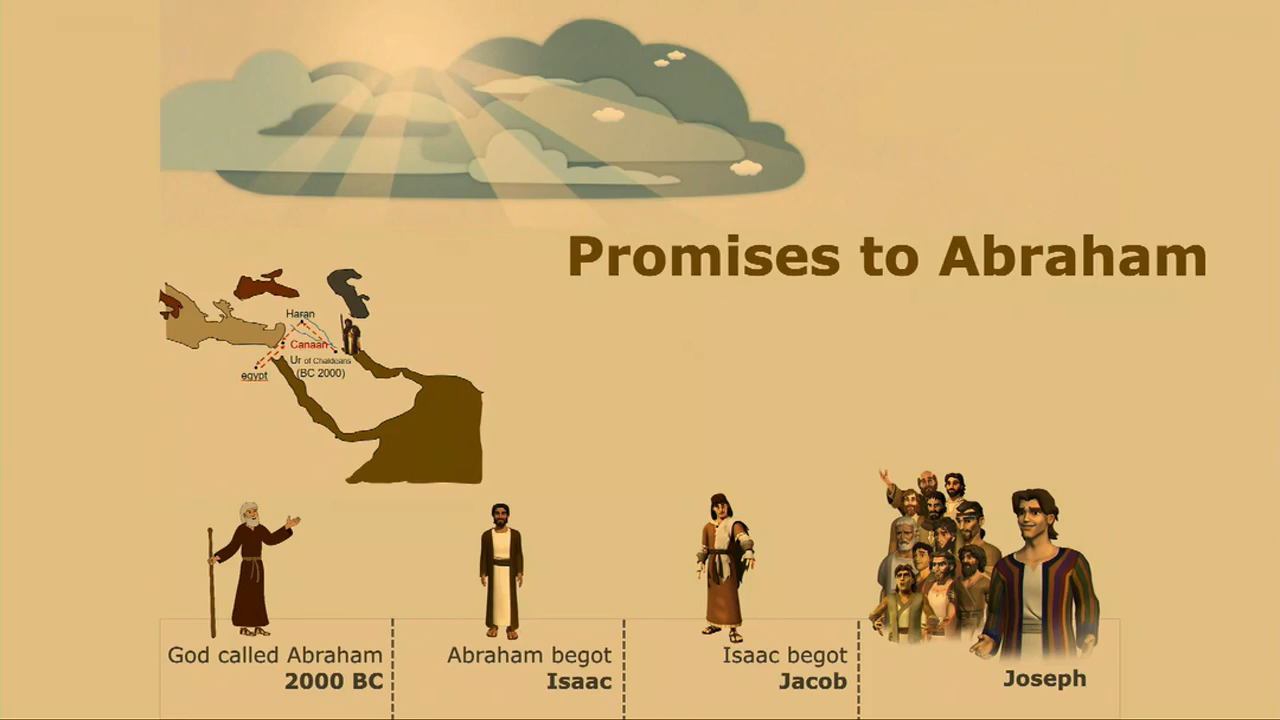 Promises to Abraham
Haran
Canaan
Ur of Chaldeans
(BC 2000)
egypt
God called Abraham
2000 BC
Abraham begot
Isaac
Isaac begot
Jacob
Joseph